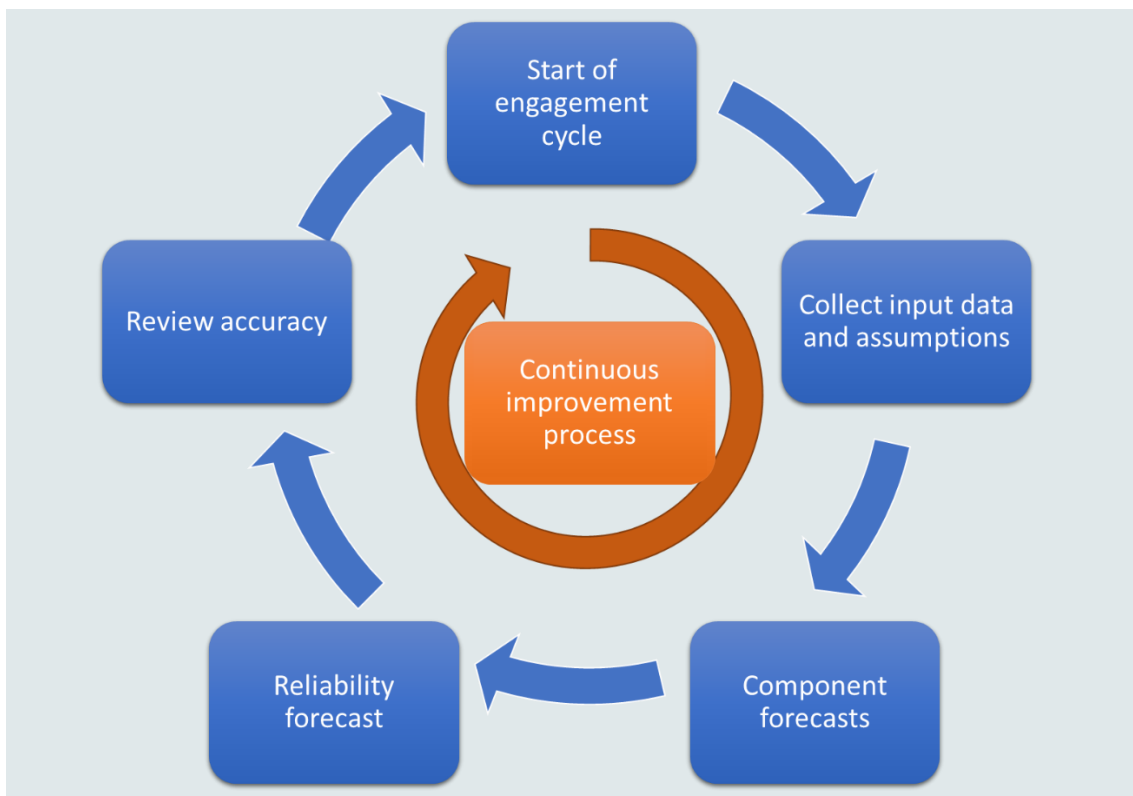 Start of
engagement
cycle
Collect input data
and assumptions
Component
forecasts
Reliability
forecast
Review accuracy
Continuous
improvement
process